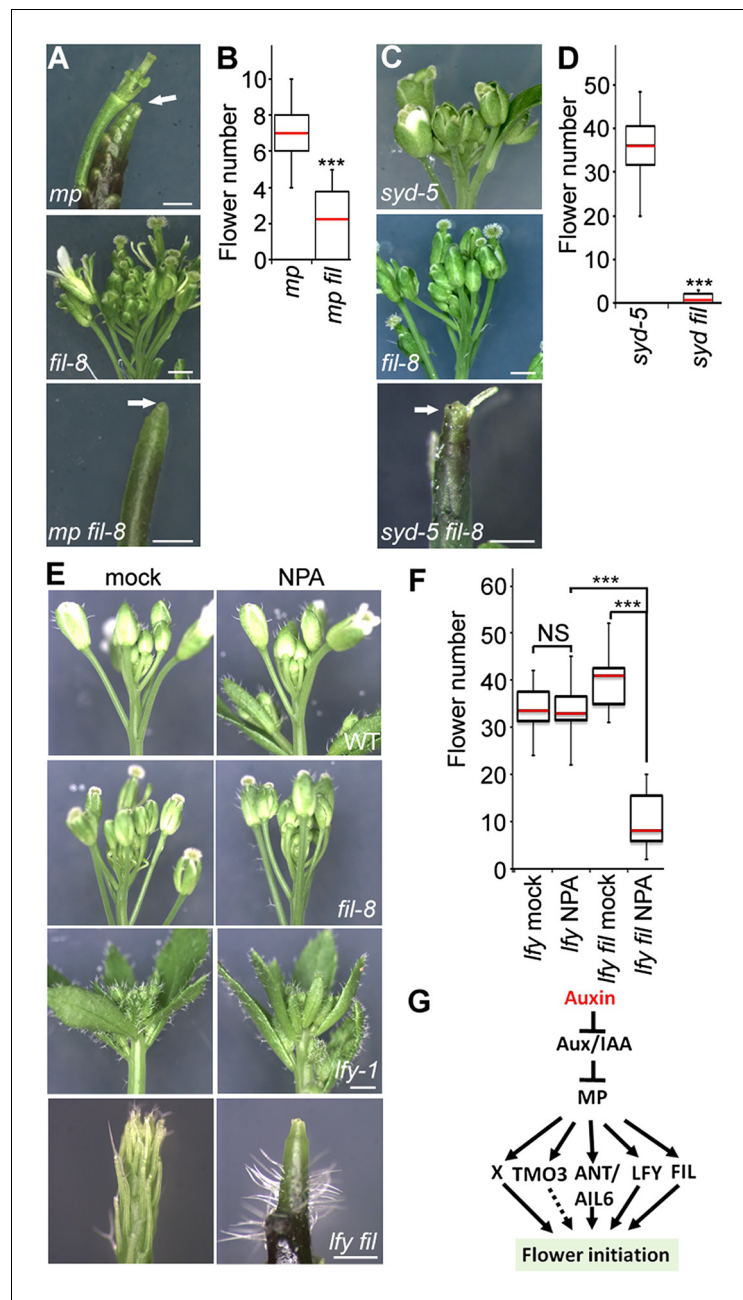 A
mp
fil-8
mp fil-8
B
Flower number
10
8
6
4
2
0
***
mp
mp fil
C
syd-5
fil-8
syd-5 fil-8
D
Flower number
50
40
30
20
10
0
***
syd-5
syd fil
E
mock
NPA
WT
fil-8
lfy-1
lfy fil
F
Flower number
60
50
40
30
20
10
0
***
NS
***
lfy mock
lfy NPA
lfy fil mock
lfy fil NPA
G
Auxin
Aux/IAA
MP
X TMO3 ANT/ LFY FIL
AIL6
Flower initiation